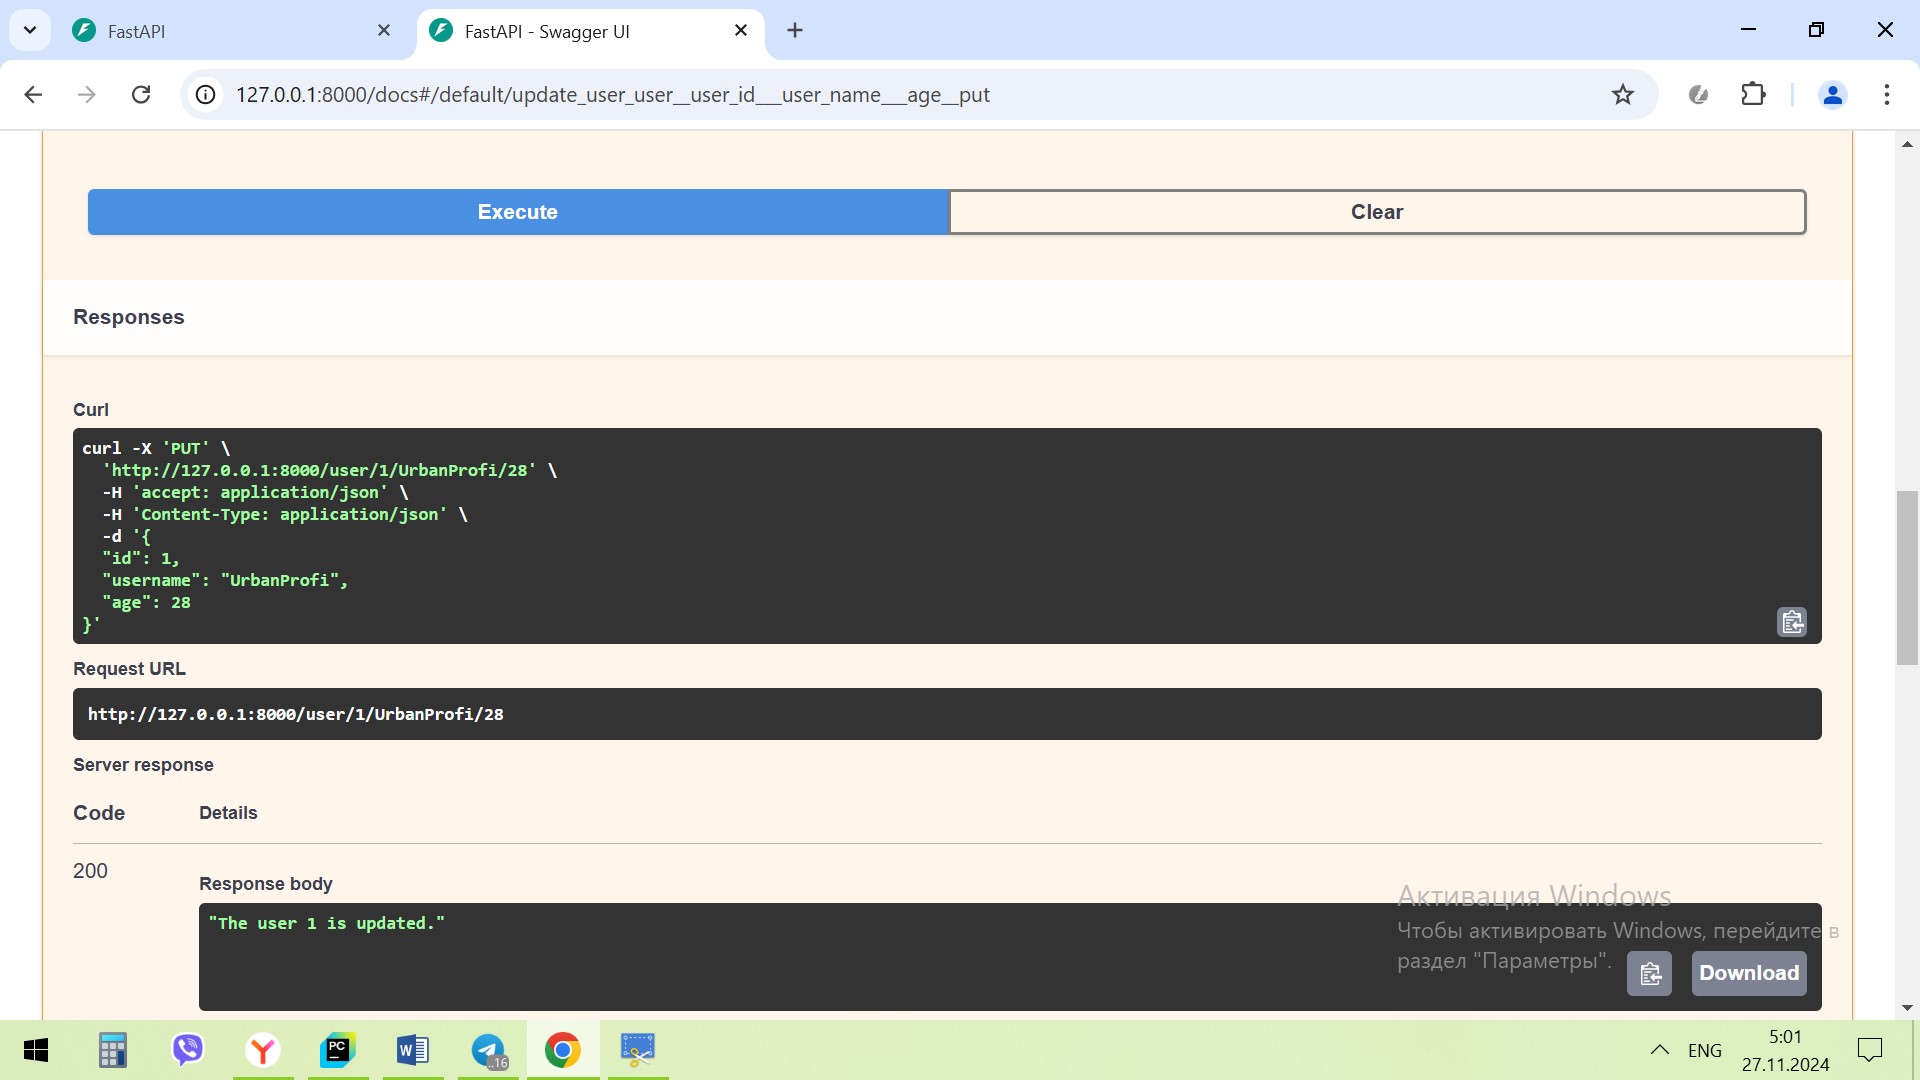 FastAPI
FastAPI - Swagger UI
127.0.0.1:8000/docs#/default/update_user_user__user_id___user_name___age__put
Execute
Clear
Responses
Curl
curl -X 'PUT' \
'http://127.0.0.1:8000/user/1/UrbanProfi/28' \
-H 'accept: application/json' \
-H 'Content-Type: application/json' \
-d '{
"id": 1,
"username": "UrbanProfi",
"age": 28
}'
Request URL
http://127.0.0.1:8000/user/1/UrbanProfi/28
Server response
Code
Details
200
Response body
"The user 1 is updated."
Download
Активация Windows
Чтобы активировать Windows, перейдите в
раздел "Параметры".
PC
W
..16
ENG
5:01
27.11.2024